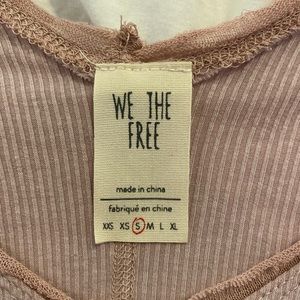 WE THE
FREE
made in china
fabriqué en chine
XXS XS S M L XL